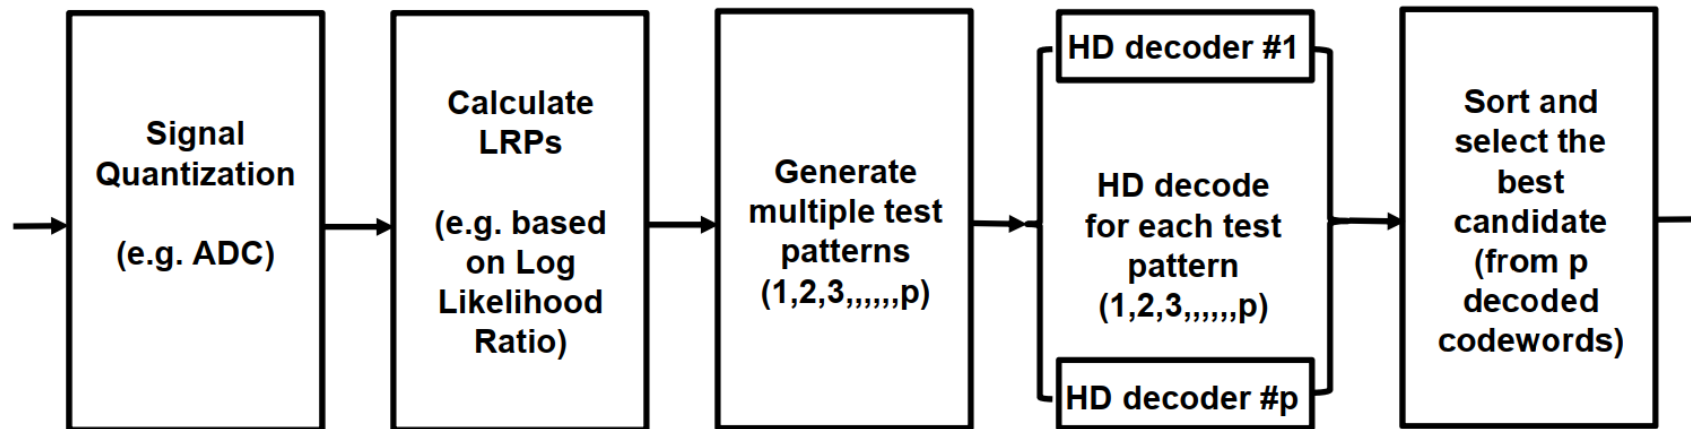 Signal
Quantization
(e.g. ADC)
Calculate
LRPs
(e.g. based
on Log
Likelihood
Ratio)
Generate
multiple test
patterns
(1,2,3,,,,,,p)
HD decoder #1
HD decode
for each test
pattern
(1,2,3,,,,,,p)
HD decoder #p
Sort and
select the
best
candidate
(from p
decoded
codewords)